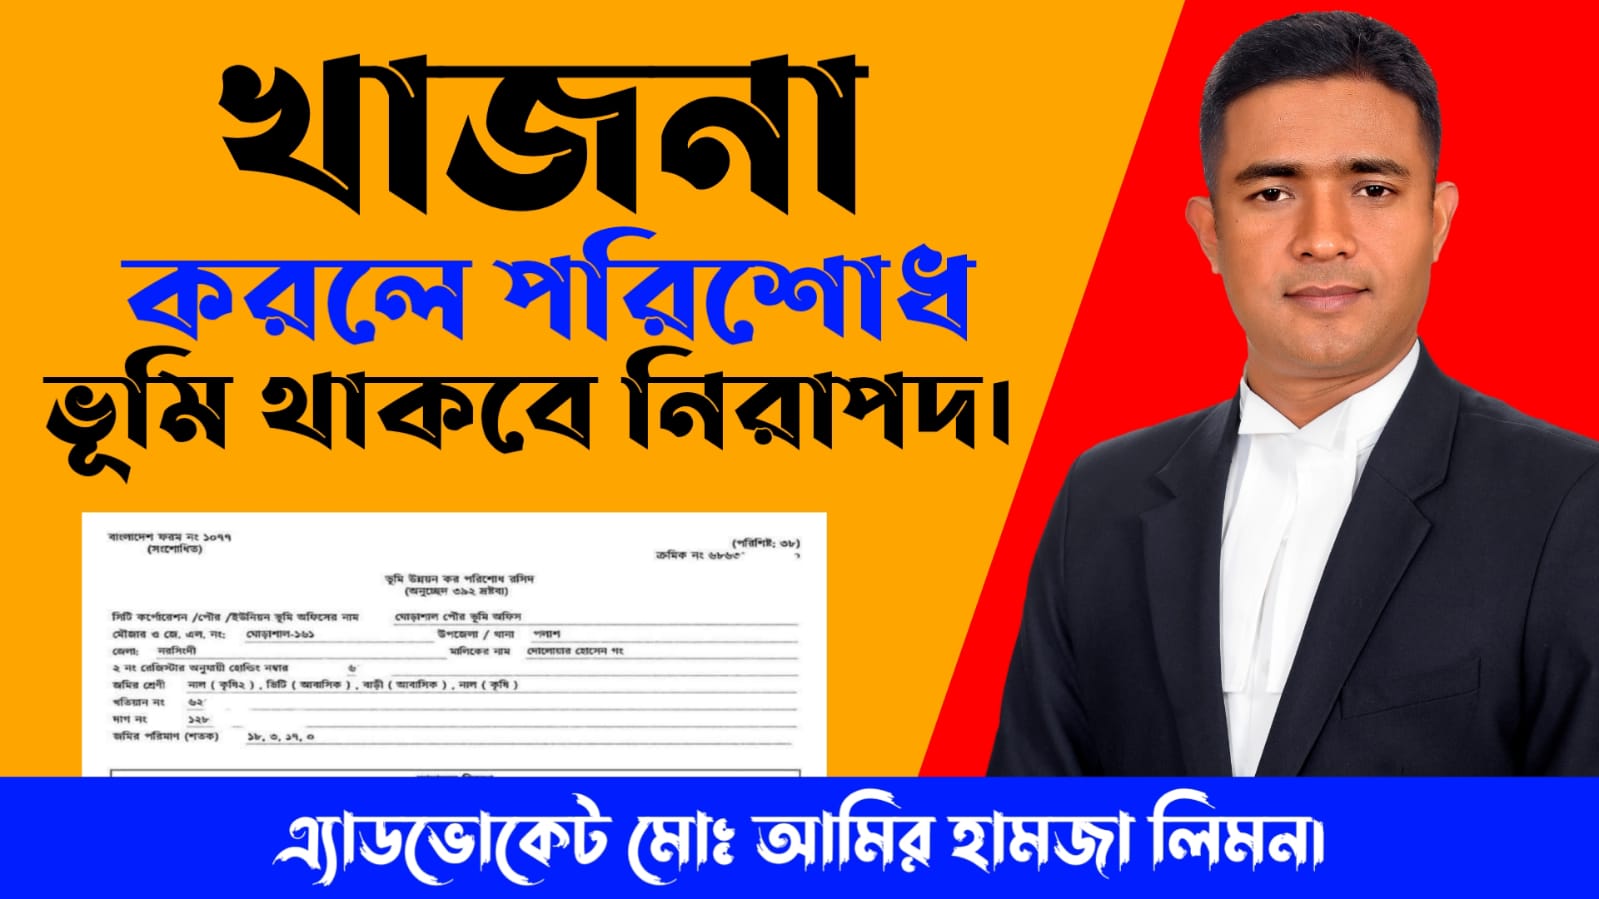 খাজনা
করলে পরিশোধ
ভূমি থাকবে নিরাপদ।
বাংলাদেশ ফরম নং ১০৭৭
(সংশোধিত)
(পরিশিষ্ট: ৩৮)
ক্রমিক নং ৬৮৬৩
ভূমি উন্নয়ন কর পরিশোধ রসিদ
(অনুচ্ছেদ ৩৯২ দ্রষ্টব্য)
সিটি কর্পোরেশন /পৌর /ইউনিয়ন ভূমি অফিসের নাম ঘোড়াশাল পৌর ভূমি অফিস
মৌজার ও জে. এল. নং: ঘোড়াশাল-১৬১ উপজেলা / থানা পলাশ
জেলা: নরসিংদী মালিকের নাম দেলোয়ার হোসেন গং
২ নং রেজিস্টার অনুযায়ী হোল্ডিং নম্বার ৬
জমির শ্রেণী নাল ( কৃষি২ ) , ভিটি ( আবাসিক ) , বাড়ী ( আবাসিক ) , নাল ( কৃষি )
খতিয়ান নং ৬২
দাগ নং ১২৮
জমির পরিমাণ (শতক) ১৮, ৩, ১৭, ০
এ্যাডভোকেট মোঃ আমির হামজা লিমন।